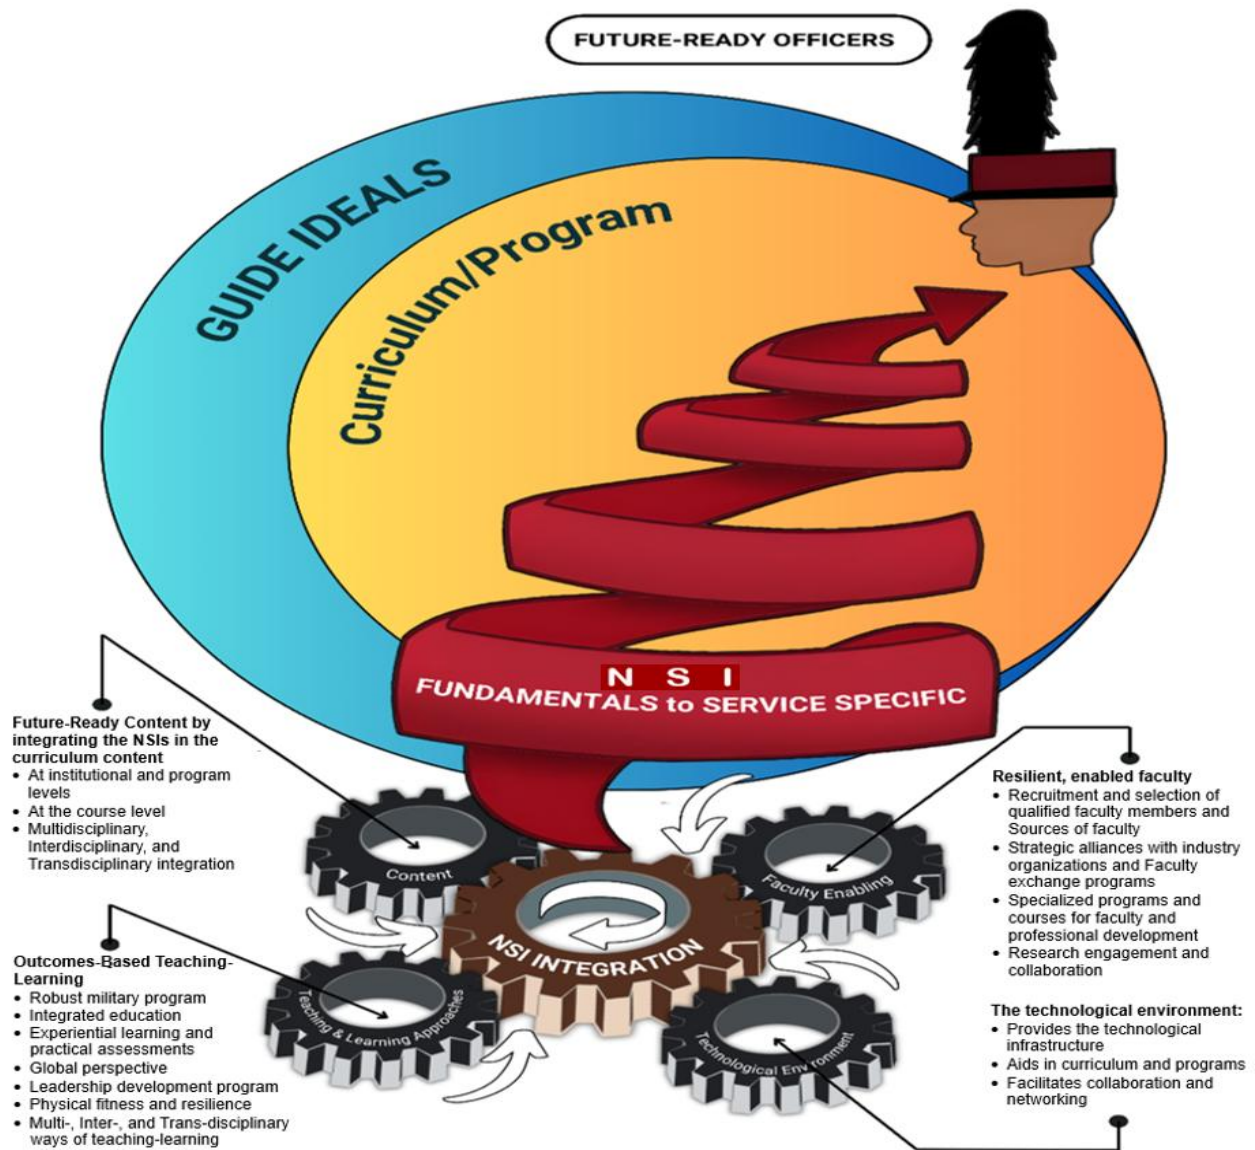 FUTURE-READY OFFICERS
GUIDE IDEALS
Curriculum/Program
N S I
FUNDAMENTALS to SERVICE SPECIFIC
Future-Ready Content by
integrating the NSIs in the
curriculum content
• At institutional and program
levels
• At the course level
• Multidisciplinary,
Interdisciplinary, and
Transdisciplinary integration
Content
Faculty Enabling
NSI INTEGRATION
Teaching & Learning Approaches
Technological Environment
Outcomes-Based Teaching-
Learning
• Robust military program
• Integrated education
• Experiential learning and
practical assessments
• Global perspective
• Leadership development program
• Physical fitness and resilience
• Multi-, Inter-, and Trans-disciplinary
ways of teaching-learning
Resilient, enabled faculty
• Recruitment and selection of
qualified faculty members and
Sources of faculty
• Strategic alliances with industry
organizations and Faculty
exchange programs
• Specialized programs and
courses for faculty and
professional development
• Research engagement and
collaboration
The technological environment:
• Provides the technological
infrastructure
• Aids in curriculum and programs
• Facilitates collaboration and
networking